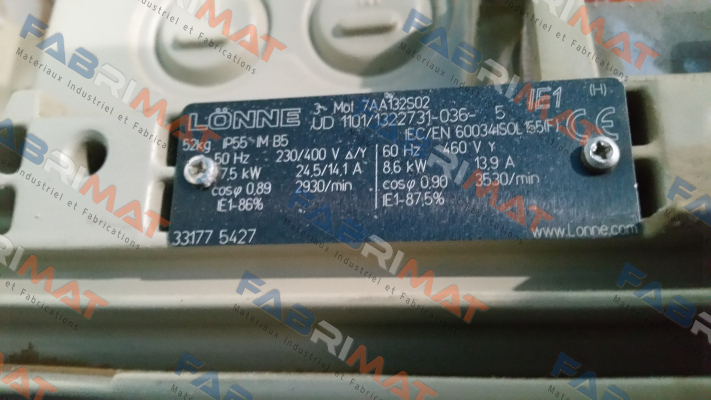 LÖNNE 3~ Mot 7AA132S02 IE1 (H)
UD 1101/1322731-036- 5
52kg IP55 IM B5 IEC/EN 60034 ISOL 155(F) CE
50 Hz 230/400 V Δ/Y 60 Hz 460 V Y
7,5 kW 24,5/14,1 A 8,6 kW 13,9 A
cosφ 0,89 2930/min cosφ 0,90 3530/min
IE1-86% IE1-87,5%
33177 5427 www.Lonne.com
FABRIMAT
Matériaux Industriel et Fabrications